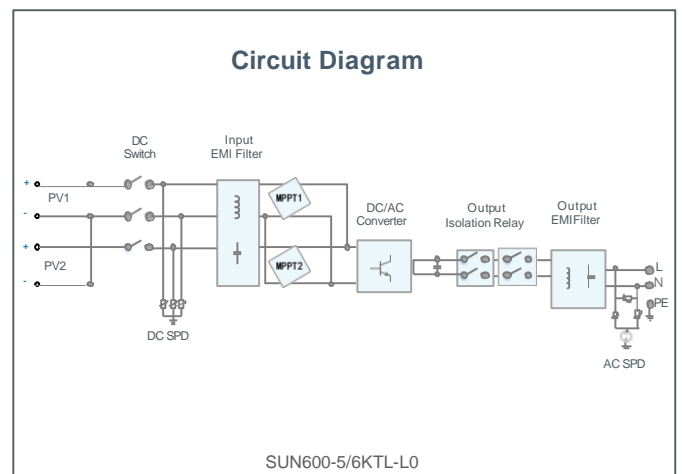 Circuit Diagram
DC
Switch
Input
EMI Filter
+
PV1
-
+
PV2
-
DC SPD
MPPT1
MPPT2
DC/AC
Converter
Output
Isolation Relay
Output
EMIFilter
L
N
PE
AC SPD
SUN600-5/6KTL-L0